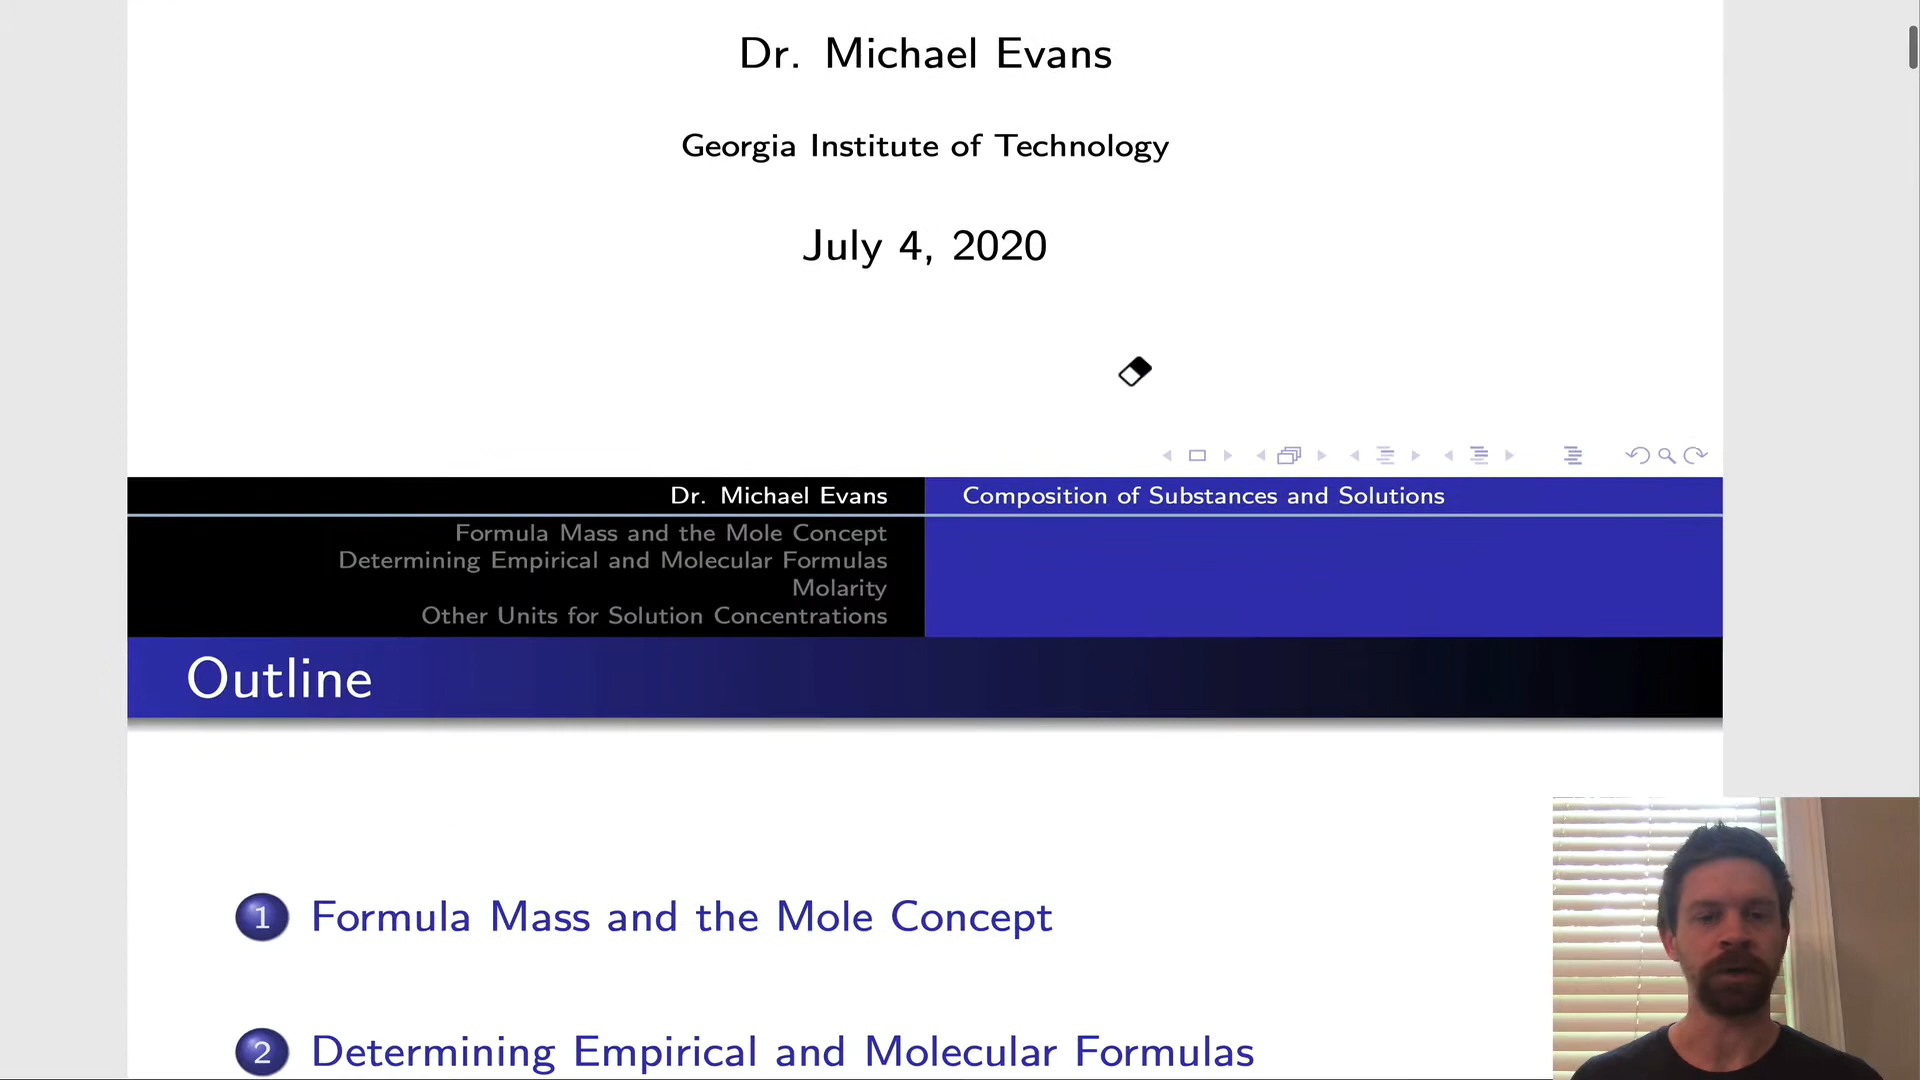 Dr. Michael Evans
Georgia Institute of Technology
July 4, 2020
Dr. Michael Evans
Composition of Substances and Solutions
Formula Mass and the Mole Concept
Determining Empirical and Molecular Formulas
Molarity
Other Units for Solution Concentrations
Outline
1 Formula Mass and the Mole Concept
2 Determining Empirical and Molecular Formulas